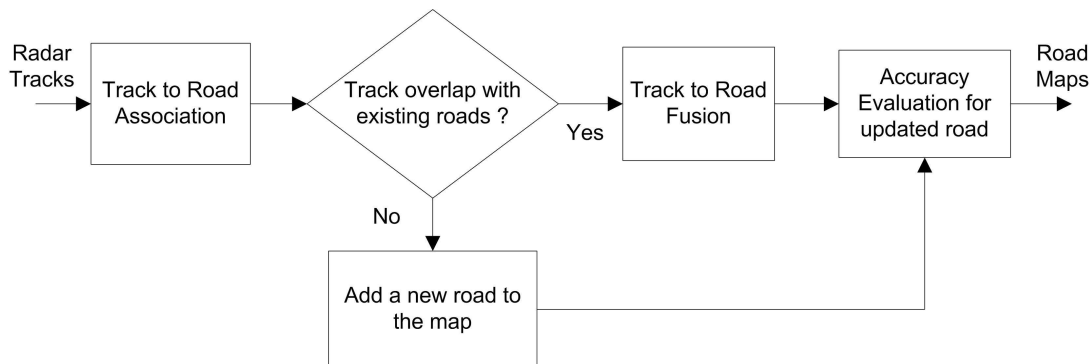 Radar
Tracks
Track to Road
Association
Track overlap with
existing roads ?
Yes
Track to Road
Fusion
Accuracy
Evaluation for
updated road
Road
Maps
No
Add a new road to
the map